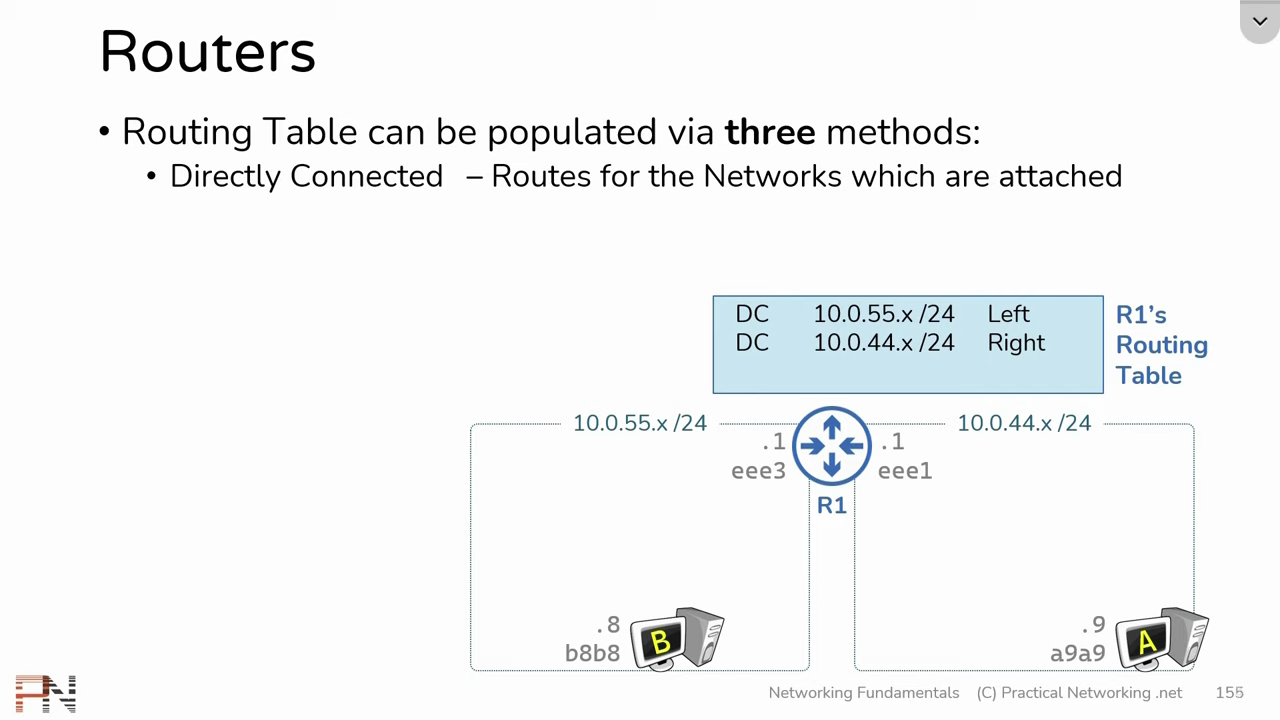 Routers
• Routing Table can be populated via three methods:
• Directly Connected – Routes for the Networks which are attached
DC 10.0.55.x /24 Left
DC 10.0.44.x /24 Right
R1's
Routing
Table
10.0.55.x /24
10.0.44.x /24
.1
eee3
.1
eee1
R1
.8
b8b8
B
.9
a9a9
A
PN
Networking Fundamentals (C) Practical Networking .net 155